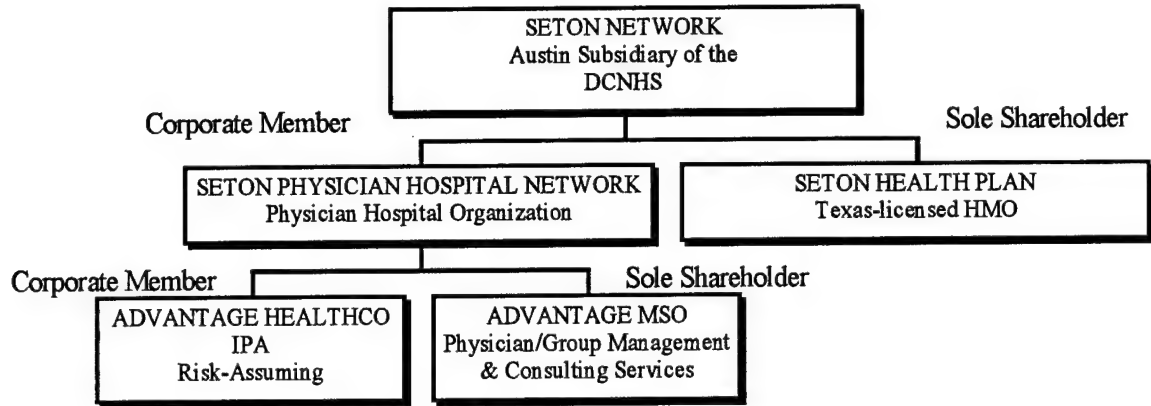 SETON NETWORK
Austin Subsidiary of the
DCNHS
Corporate Member
Sole Shareholder
SETON PHYSICIAN HOSPITAL NETWORK
Physician Hospital Organization
SETON HEALTH PLAN
Texas-licensed HMO
Corporate Member
Sole Shareholder
ADVANTAGE HEALTHCO
IPA
Risk-Assuming
ADVANTAGE MSO
Physician/Group Management
& Consulting Services